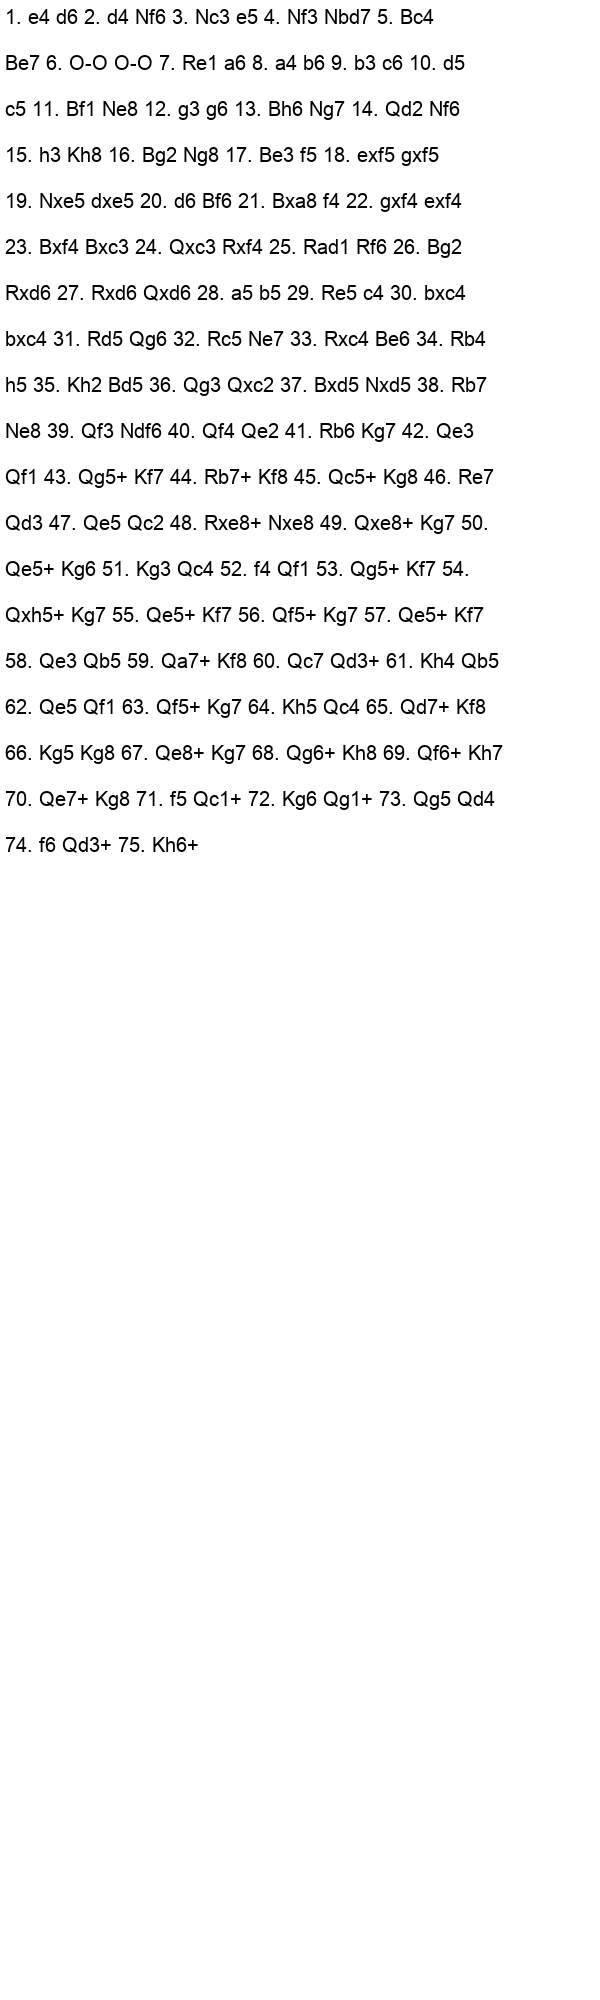 1. e4 d6 2. d4 Nf6 3. Nc3 e5 4. Nf3 Nbd7 5. Bc4
Be7 6. O-O O-O 7. Re1 a6 8. a4 b6 9. b3 c6 10. d5
c5 11. Bf1 Ne8 12. g3 g6 13. Bh6 Ng7 14. Qd2 Nf6
15. h3 Kh8 16. Bg2 Ng8 17. Be3 f5 18. exf5 gxf5
19. Nxe5 dxe5 20. d6 Bf6 21. Bxa8 f4 22. gxf4 exf4
23. Bxf4 Bxc3 24. Qxc3 Rxf4 25. Rad1 Rf6 26. Bg2
Rxd6 27. Rxd6 Qxd6 28. a5 b5 29. Re5 c4 30. bxc4
bxc4 31. Rd5 Qg6 32. Rc5 Ne7 33. Rxc4 Be6 34. Rb4
h5 35. Kh2 Bd5 36. Qg3 Qxc2 37. Bxd5 Nxd5 38. Rb7
Ne8 39. Qf3 Ndf6 40. Qf4 Qe2 41. Rb6 Kg7 42. Qe3
Qf1 43. Qg5+ Kf7 44. Rb7+ Kf8 45. Qc5+ Kg8 46. Re7
Qd3 47. Qe5 Qc2 48. Rxe8+ Nxe8 49. Qxe8+ Kg7 50.
Qe5+ Kg6 51. Kg3 Qc4 52. f4 Qf1 53. Qg5+ Kf7 54.
Qxh5+ Kg7 55. Qe5+ Kf7 56. Qf5+ Kg7 57. Qe5+ Kf7
58. Qe3 Qb5 59. Qa7+ Kf8 60. Qc7 Qd3+ 61. Kh4 Qb5
62. Qe5 Qf1 63. Qf5+ Kg7 64. Kh5 Qc4 65. Qd7+ Kf8
66. Kg5 Kg8 67. Qe8+ Kg7 68. Qg6+ Kh8 69. Qf6+ Kh7
70. Qe7+ Kg8 71. f5 Qc1+ 72. Kg6 Qg1+ 73. Qg5 Qd4
74. f6 Qd3+ 75. Kh6+